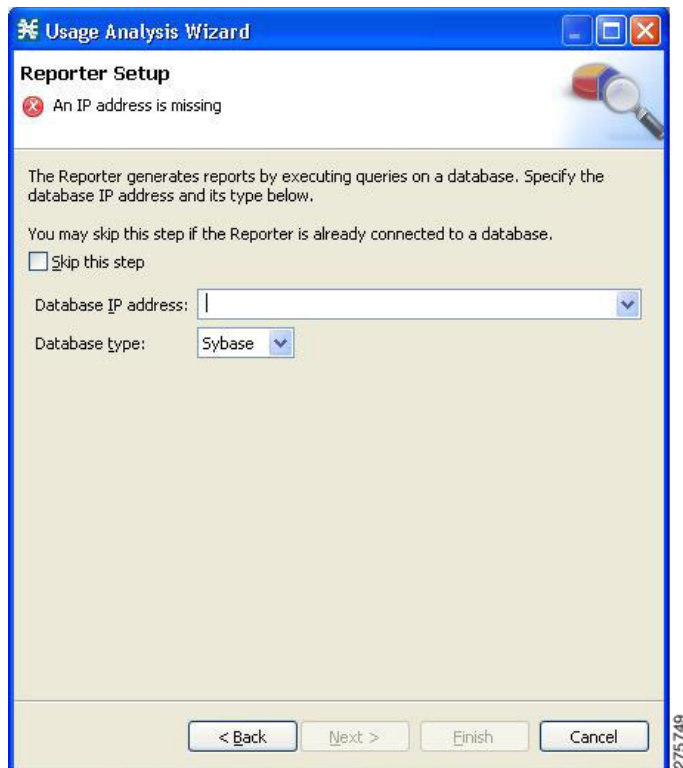 Usage Analysis Wizard
Reporter Setup
An IP address is missing
The Reporter generates reports by executing queries on a database. Specify the
database IP address and its type below.
You may skip this step if the Reporter is already connected to a database.
Skip this step
Database IP address:
Database type:
Sybase
< Back
Next >
Finish
Cancel
275749